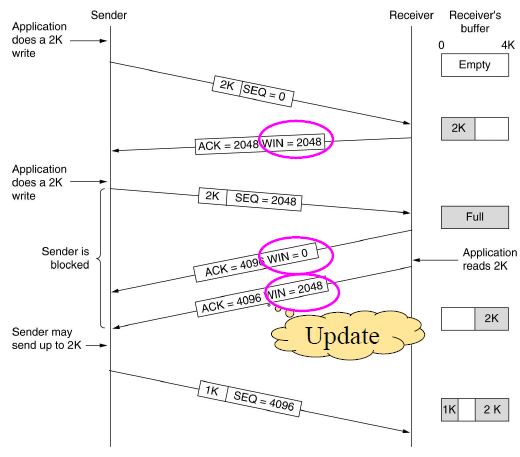 Sender
Receiver
Receiver's
buffer
Application
does a 2K
write
0 4K
Empty
2K SEQ = 0
2K
ACK = 2048 WIN = 2048
Application
does a 2K
write
2K SEQ = 2048
Full
Sender is
blocked
ACK = 4096 WIN = 0
Application
reads 2K
ACK = 4096 WIN = 2048
2K
Update
Sender may
send up to 2K
1K SEQ = 4096
1K 2 K